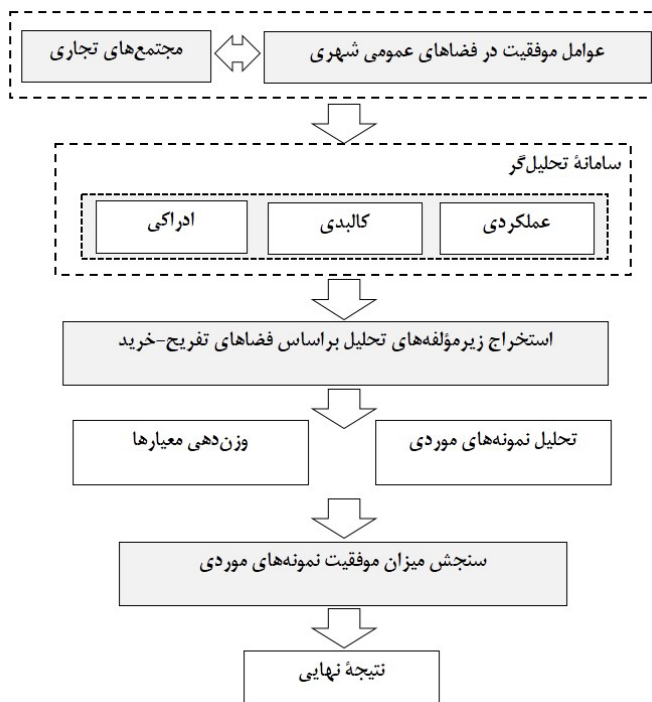 عوامل موفقیت در فضاهای عمومی شهری
مجتمع‌های تجاری
سامانهٔ تحلیل‌گر
عملکردی
کالبدی
ادراکی
استخراج زیرمؤلفه‌های تحلیل براساس فضاهای تفریح-خرید
تحلیل نمونه‌های موردی
وزن‌دهی معیارها
سنجش میزان موفقیت نمونه‌های موردی
نتیجهٔ نهایی